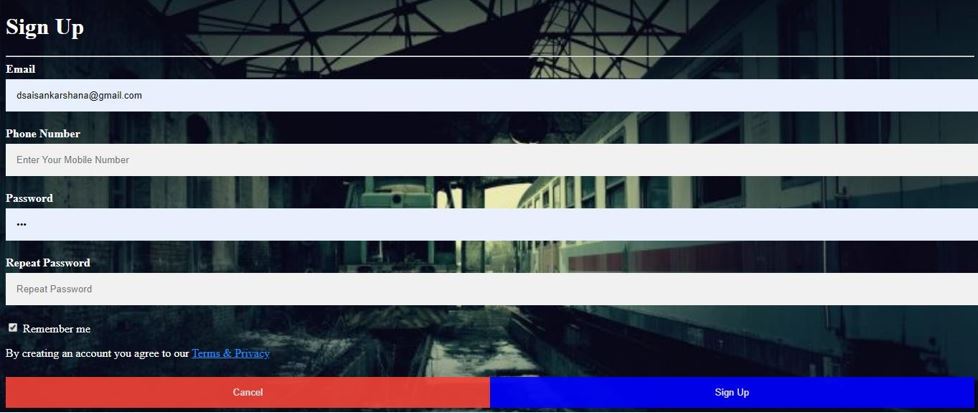 Sign Up
Email
dsaisankarshana@gmail.com
Phone Number
Enter Your Mobile Number
Password
•••
Repeat Password
Repeat Password
Remember me
By creating an account you agree to our Terms & Privacy
Cancel
Sign Up